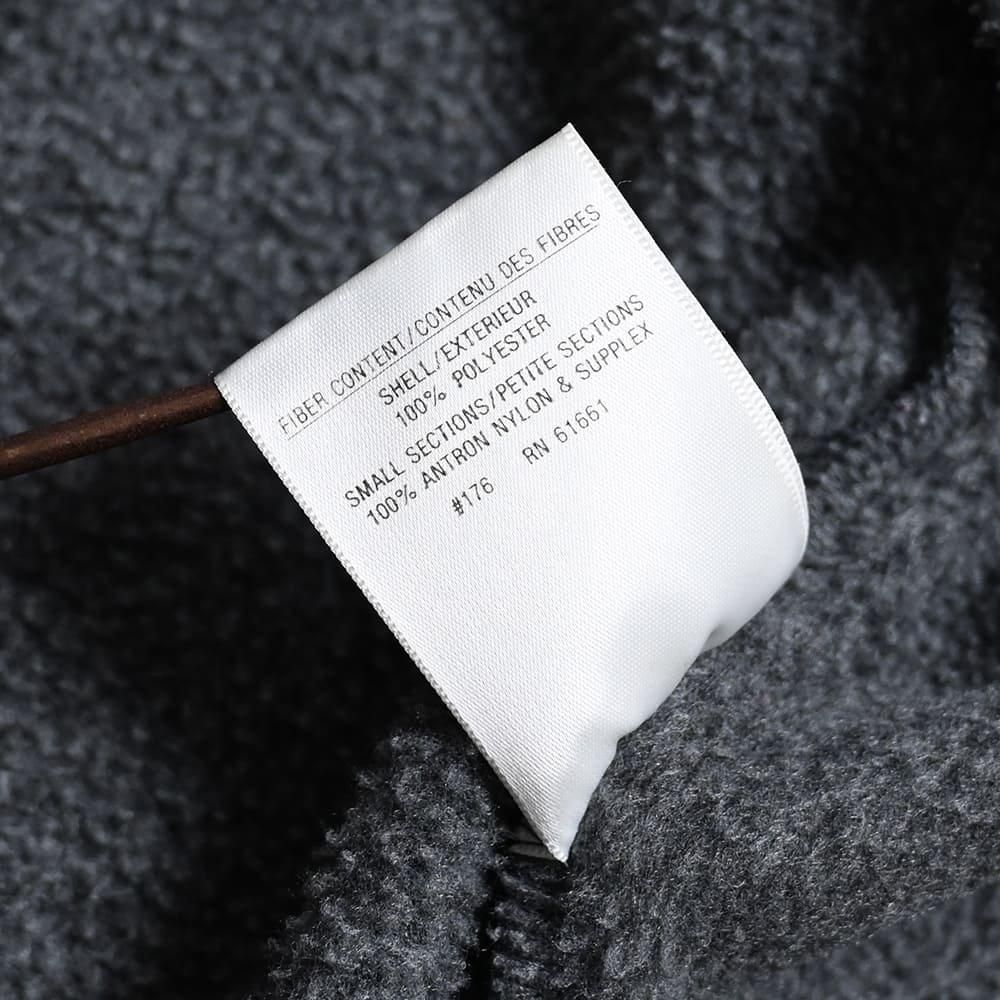 FIBER CONTENT/CONTENU DES FIBRES
SHELL/EXTERIEUR
100% POLYESTER
SMALL SECTIONS/PETITE SECTIONS
100% ANTRON NYLON & SUPPLEX
#176 RN 61661